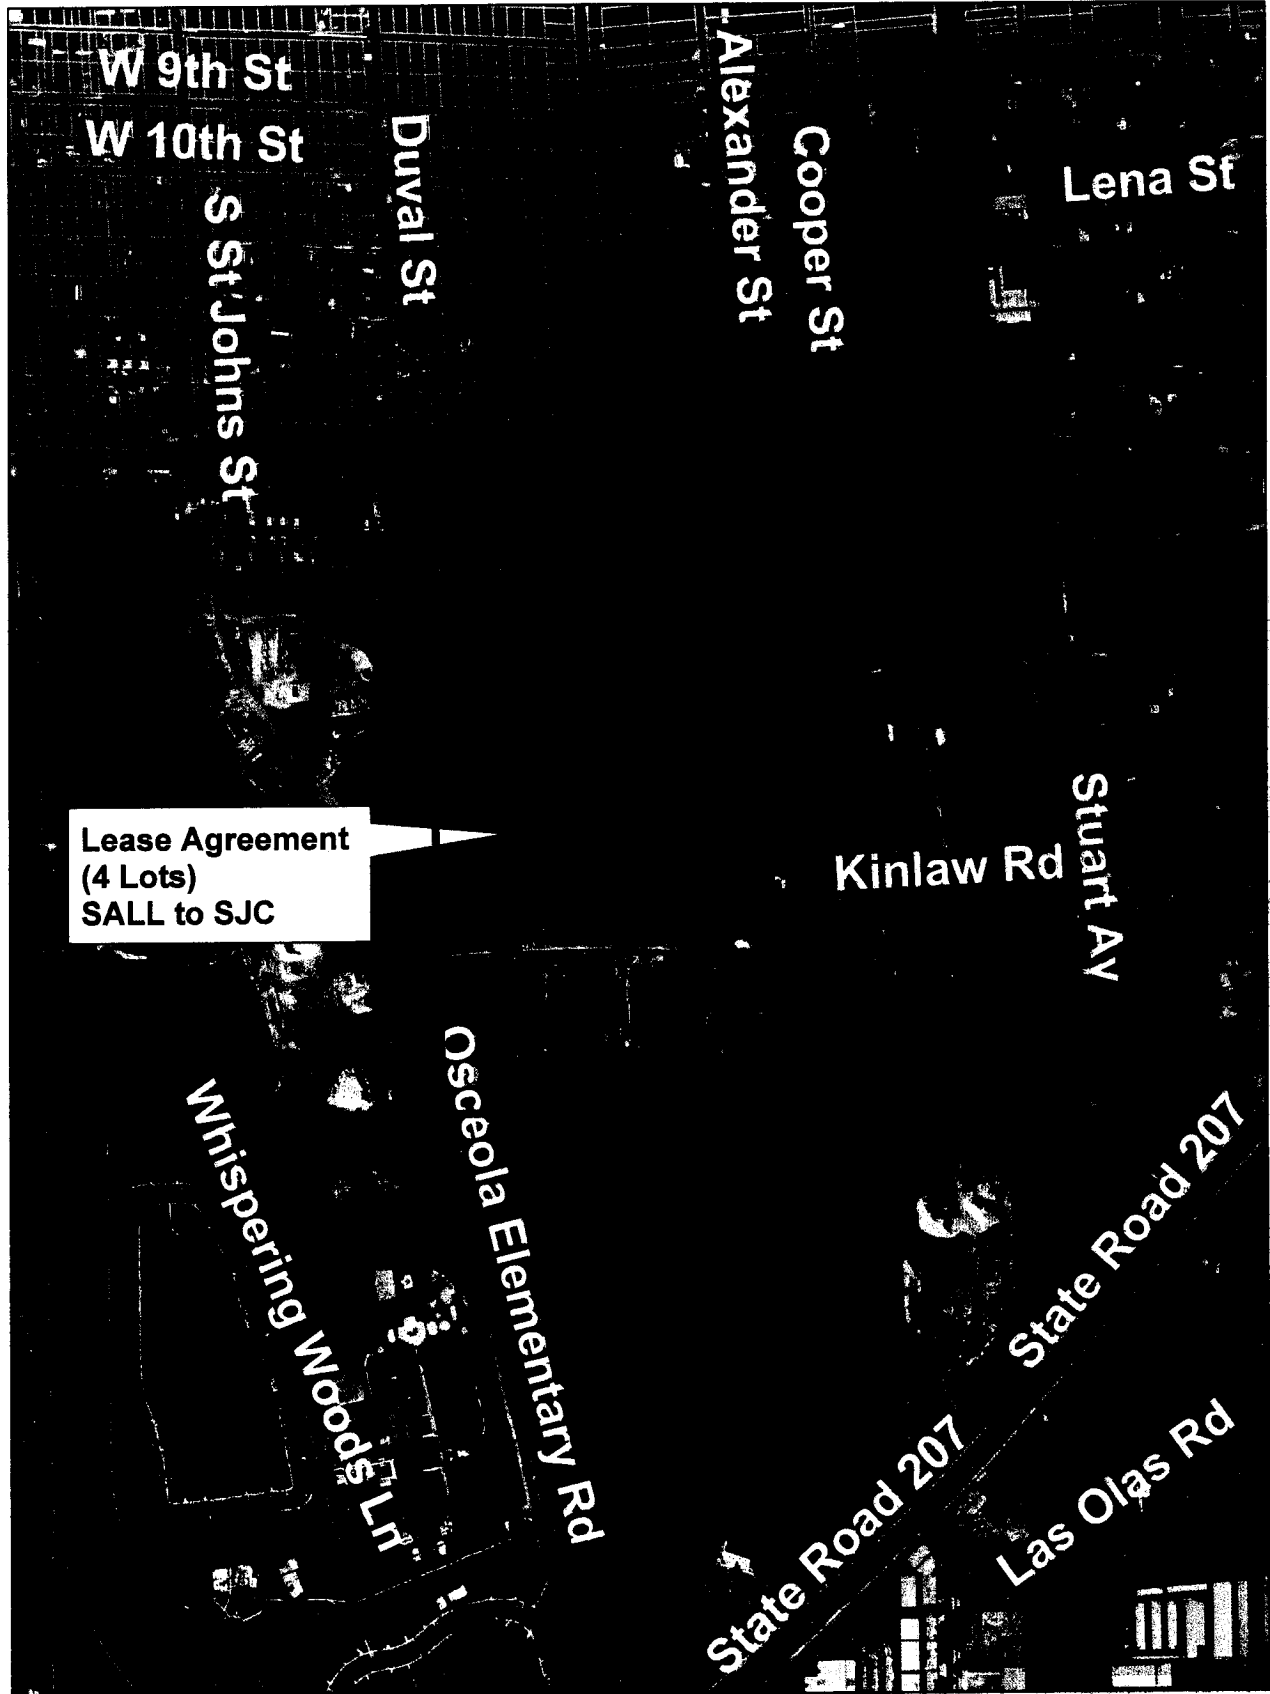 W 9th St
W 10th St
S St Johns St
Duval St
Alexander St
Cooper St
Lena St
Lease Agreement
(4 Lots)
SALL to SJC
Kinlaw Rd
Stuart Av
Whispering Woods Ln
Osceola Elementary Rd
State Road 207
State Road 207
Las Olas Rd